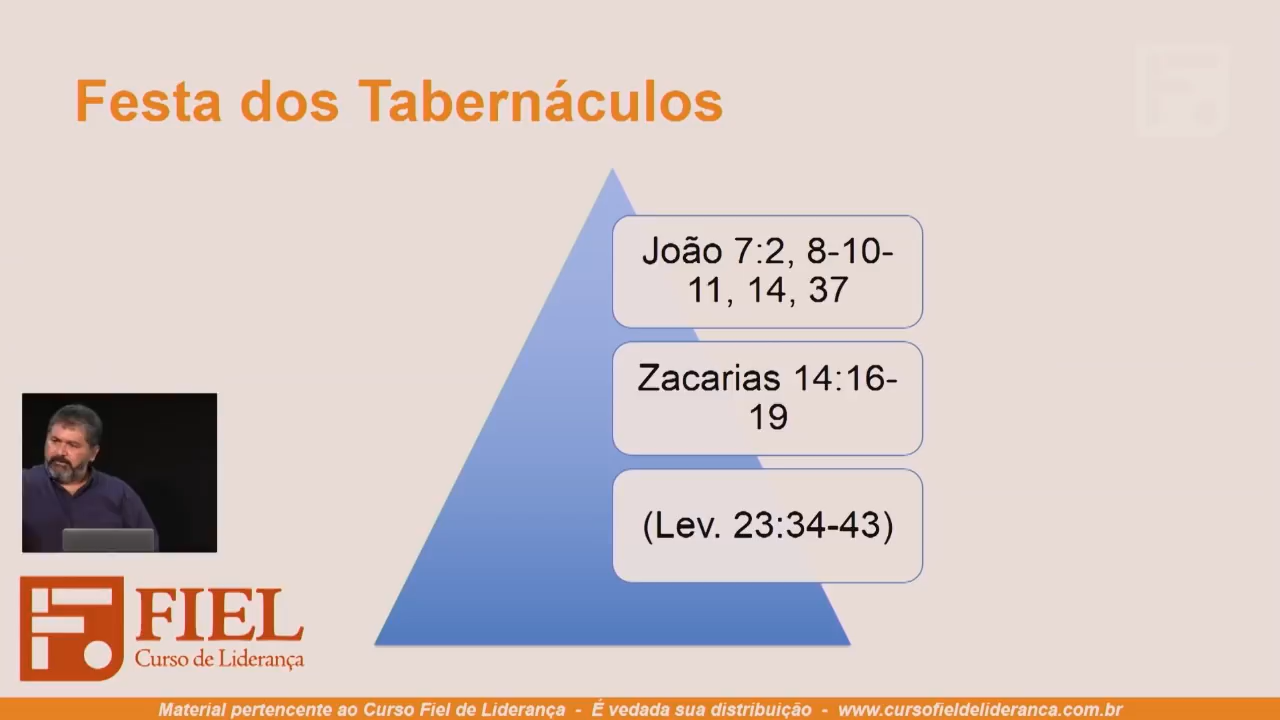 Festa dos Tabernáculos
João 7:2, 8-10-
11, 14, 37
Zacarias 14:16-
19
(Lev. 23:34-43)
FIEL
Curso de Liderança
Material pertencente ao Curso Fiel de Liderança - É vedada sua distribuição - www.cursofieldelideranca.com.br